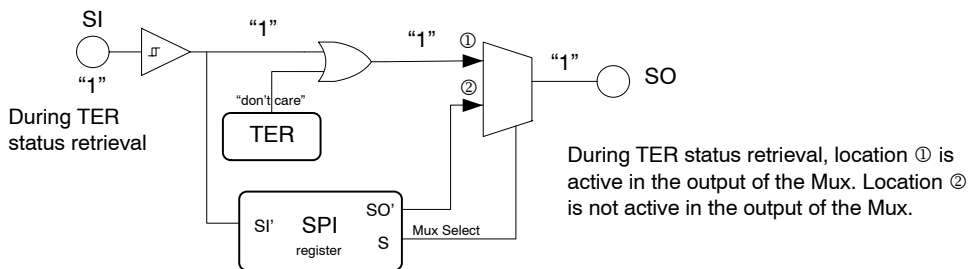 SI
"1"
During TER
status retrieval
"1"
"1"
①
②
"1"
SO
"don't care"
TER
SI'
SPI
register
SO'
S
Mux Select
During TER status retrieval, location ① is
active in the output of the Mux. Location ②
is not active in the output of the Mux.